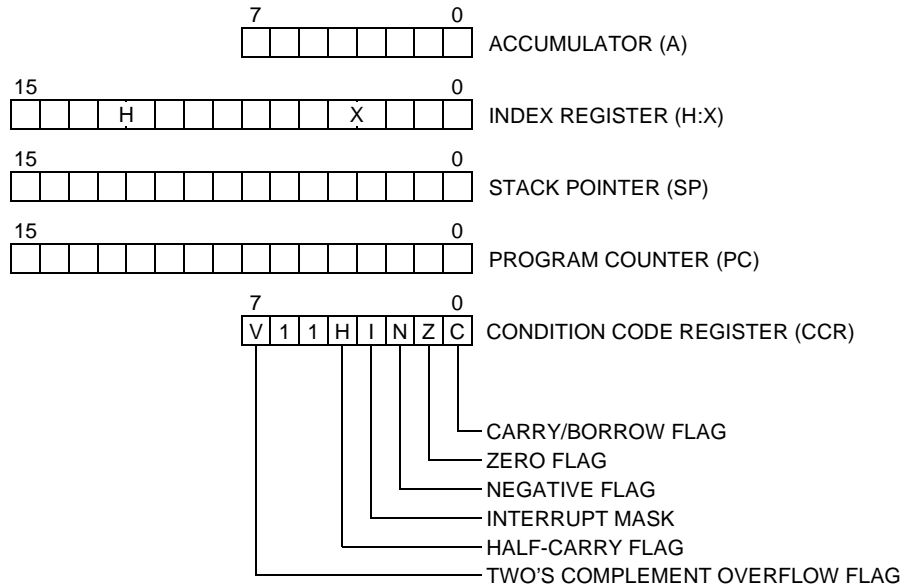 7 0
ACCUMULATOR (A)
15 0
H X INDEX REGISTER (H:X)
15 0
STACK POINTER (SP)
15 0
PROGRAM COUNTER (PC)
7 0
V 1 1 H I N Z C CONDITION CODE REGISTER (CCR)
CARRY/BORROW FLAG
ZERO FLAG
NEGATIVE FLAG
INTERRUPT MASK
HALF-CARRY FLAG
TWO'S COMPLEMENT OVERFLOW FLAG